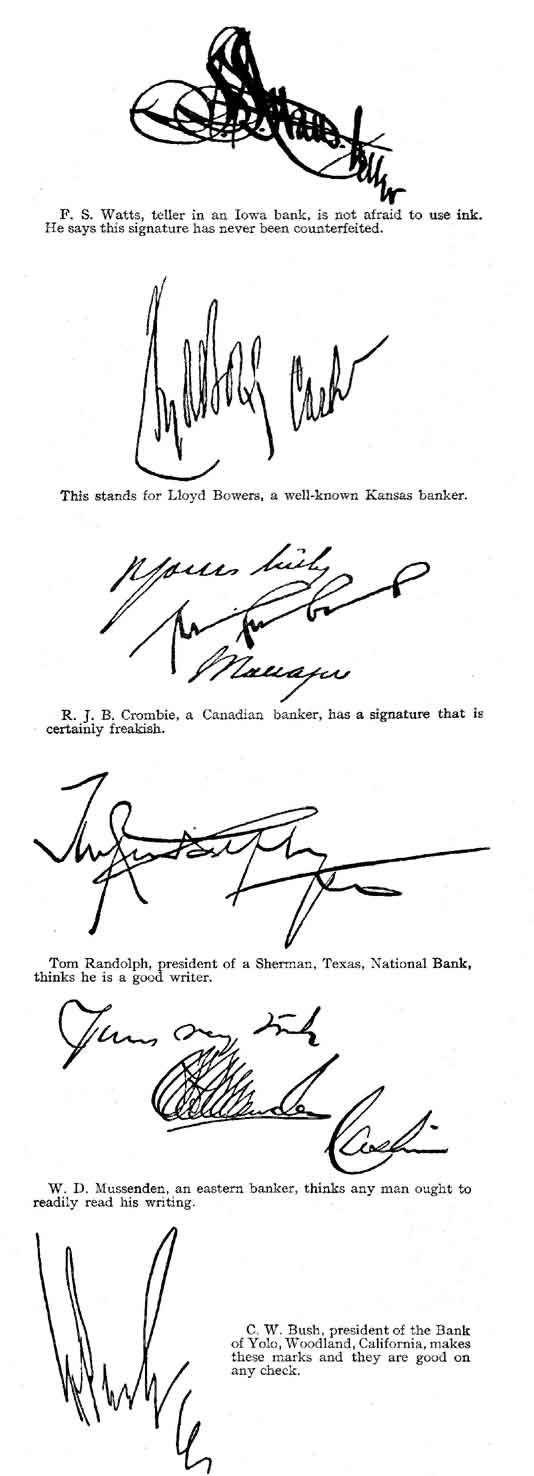 Watts. teller
F. S. Watts, teller in an Iowa bank, is not afraid to use ink.
He says this signature has never been counterfeited.
This stands for Lloyd Bowers, a well-known Kansas banker.
Yours truly
Manager
R. J. B. Crombie, a Canadian banker, has a signature that is
certainly freakish.
Tom Randolph, president of a Sherman, Texas, National Bank,
thinks he is a good writer.
Yours very truly
Cashier
W. D. Mussenden, an eastern banker, thinks any man ought to
readily read his writing.
C. W. Bush, president of the Bank
of Yolo, Woodland, California, makes
these marks and they are good on
any check.